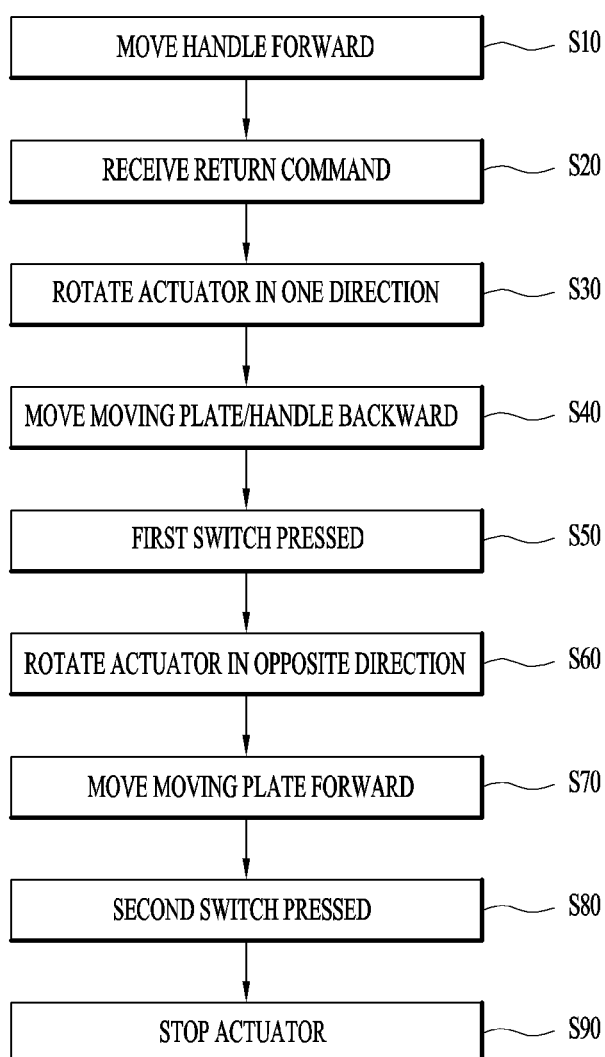 MOVE HANDLE FORWARD S10
RECEIVE RETURN COMMAND S20
ROTATE ACTUATOR IN ONE DIRECTION S30
MOVE MOVING PLATE/HANDLE BACKWARD S40
FIRST SWITCH PRESSED S50
ROTATE ACTUATOR IN OPPOSITE DIRECTION S60
MOVE MOVING PLATE FORWARD S70
SECOND SWITCH PRESSED S80
STOP ACTUATOR S90